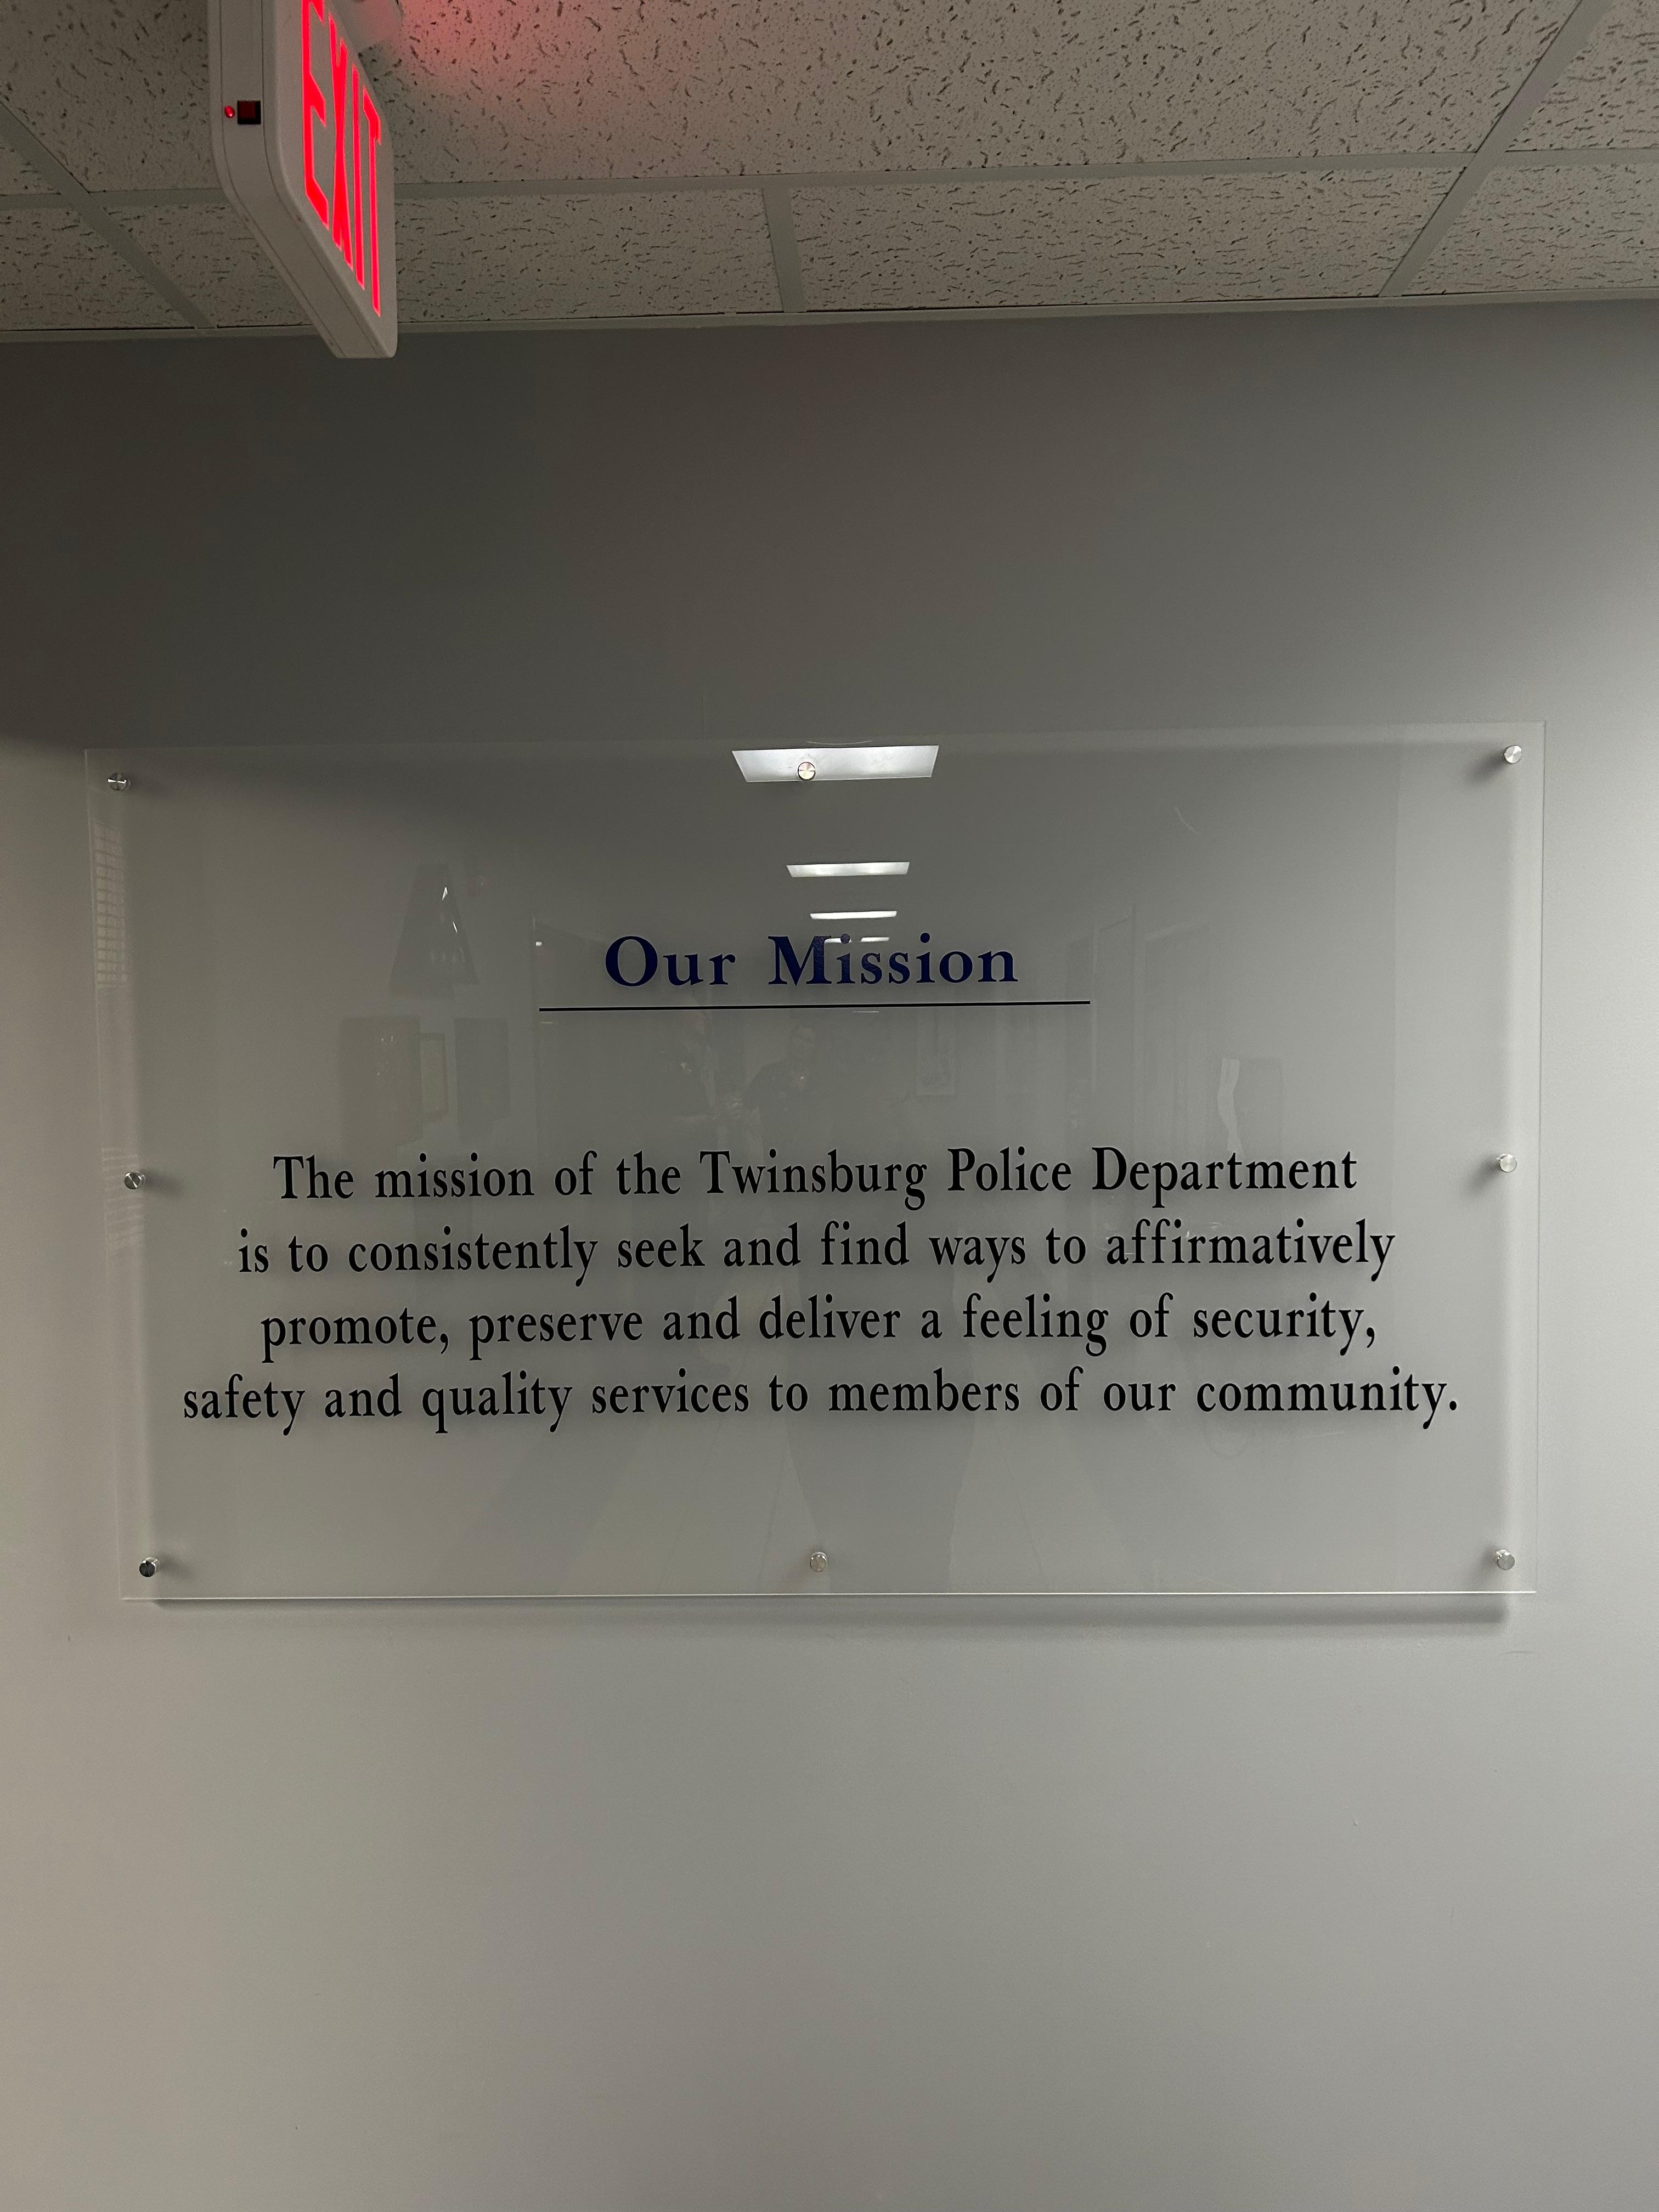 EXIT
Our Mission
The mission of the Twinsburg Police Department
is to consistently seek and find ways to affirmatively
promote, preserve and deliver a feeling of security,
safety and quality services to members of our community.